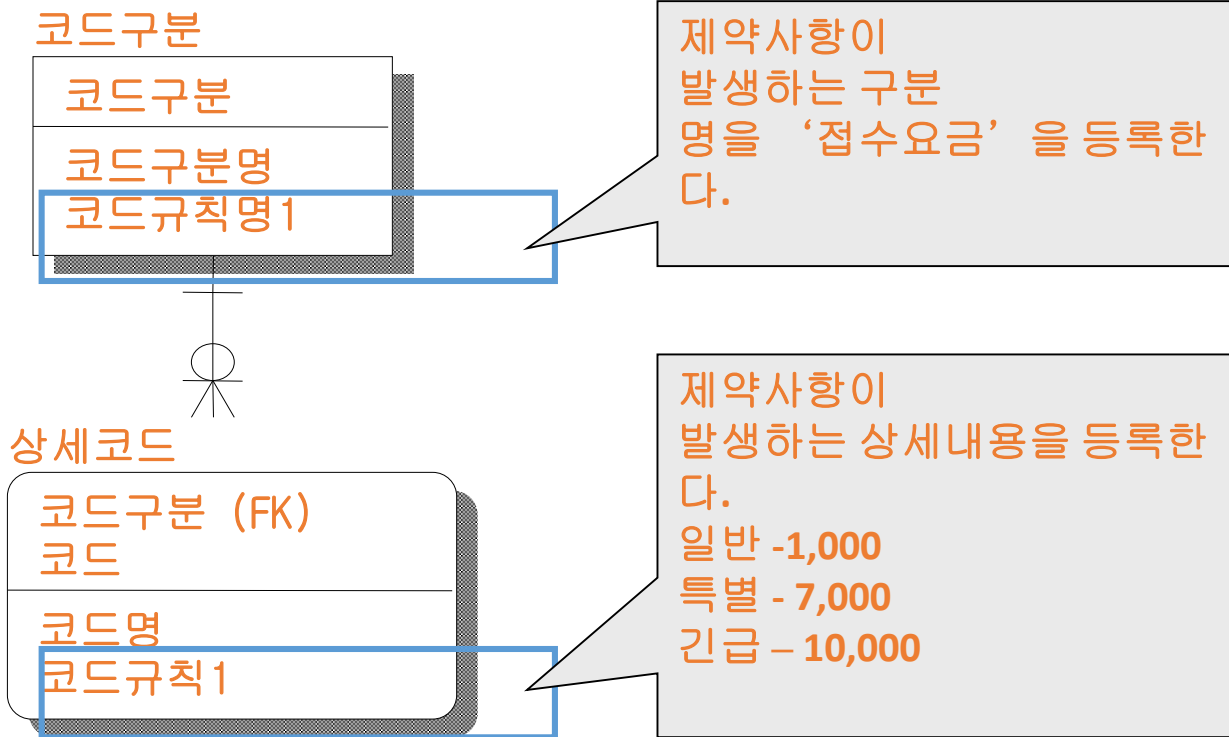 코드구분
코드구분
코드구분명
코드규칙명1
제약사항이
발생하는 구분
명을 ‘접수요금’ 을 등록한
다.
상세코드
코드구분 (FK)
코드
코드명
코드규칙1
제약사항이
발생하는 상세내용을 등록한
다.
일반 -1,000
특별 - 7,000
긴급 – 10,000